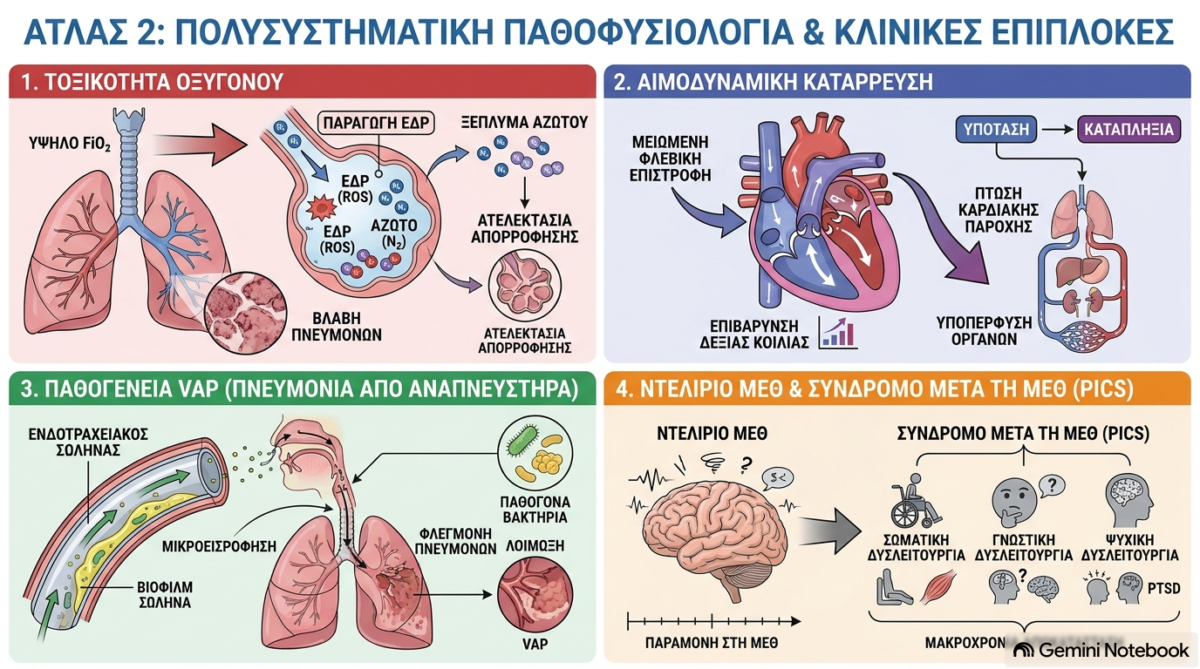 ΑΤΛΑΣ 2: ΠΟΛΥΣΥΣΤΗΜΑΤΙΚΗ ΠΑΘΟΦΥΣΙΟΛΟΓΙΑ & ΚΛΙΝΙΚΕΣ ΕΠΙΠΛΟΚΕΣ
1. ΤΟΞΙΚΟΤΗΤΑ ΟΞΥΓΟΝΟΥ
ΥΨΗΛΟ FiO₂
ΠΑΡΑΓΩΓΗ ΕΔΡ
ΕΔΡ
(ROS)
ΕΔΡ
(ROS)
ΑΖΩΤΟ
(N₂)
ΞΕΠΛΥΜΑ ΑΖΩΤΟΥ
ΑΤΕΛΕΚΤΑΣΙΑ
ΑΠΟΡΡΟΦΗΣΗΣ
ΒΛΑΒΗ
ΠΝΕΥΜΟΝΩΝ
ΑΤΕΛΕΚΤΑΣΙΑ
ΑΠΟΡΡΟΦΗΣΗΣ
2. ΑΙΜΟΔΥΝΑΜΙΚΗ ΚΑΤΑΡΡΕΥΣΗ
ΜΕΙΩΜΕΝΗ
ΦΛΕΒΙΚΗ
ΕΠΙΣΤΡΟΦΗ
ΥΠΟΤΑΣΗ
ΚΑΤΑΠΛΗΞΙΑ
ΠΤΩΣΗ
ΚΑΡΔΙΑΚΗΣ
ΠΑΡΟΧΗΣ
ΕΠΙΒΑΡΥΝΣΗ
ΔΕΞΙΑΣ ΚΟΙΛΙΑΣ
ΥΠΟΠΕΡΦΥΣΗ
ΟΡΓΑΝΩΝ
3. ΠΑΘΟΓΕΝΕΙΑ VAP (ΠΝΕΥΜΟΝΙΑ ΑΠΟ ΑΝΑΠΝΕΥΣΤΗΡΑ)
ΕΝΔΟΤΡΑΧΕΙΑΚΟΣ
ΣΩΛΗΝΑΣ
ΜΙΚΡΟΕΙΣΡΟΦΗΣΗ
ΒΙΟΦΙΛΜ
ΣΩΛΗΝΑ
ΠΑΘΟΓΟΝΑ
ΒΑΚΤΗΡΙΑ
ΦΛΕΓΜΟΝΗ
ΠΝΕΥΜΟΝΩΝ
ΛΟΙΜΩΞΗ
VAP
4. ΝΤΕΛΙΡΙΟ ΜΕΘ & ΣΥΝΔΡΟΜΟ ΜΕΤΑ ΤΗ ΜΕΘ (PICS)
ΝΤΕΛΙΡΙΟ ΜΕΘ
ΠΑΡΑΜΟΝΗ ΣΤΗ ΜΕΘ
ΣΥΝΔΡΟΜΟ ΜΕΤΑ ΤΗ ΜΕΘ (PICS)
ΣΩΜΑΤΙΚΗ
ΔΥΣΛΕΙΤΟΥΡΓΙΑ
ΓΝΩΣΤΙΚΗ
ΔΥΣΛΕΙΤΟΥΡΓΙΑ
ΨΥΧΙΚΗ
ΔΥΣΛΕΙΤΟΥΡΓΙΑ
PTSD
Gemini Notebook